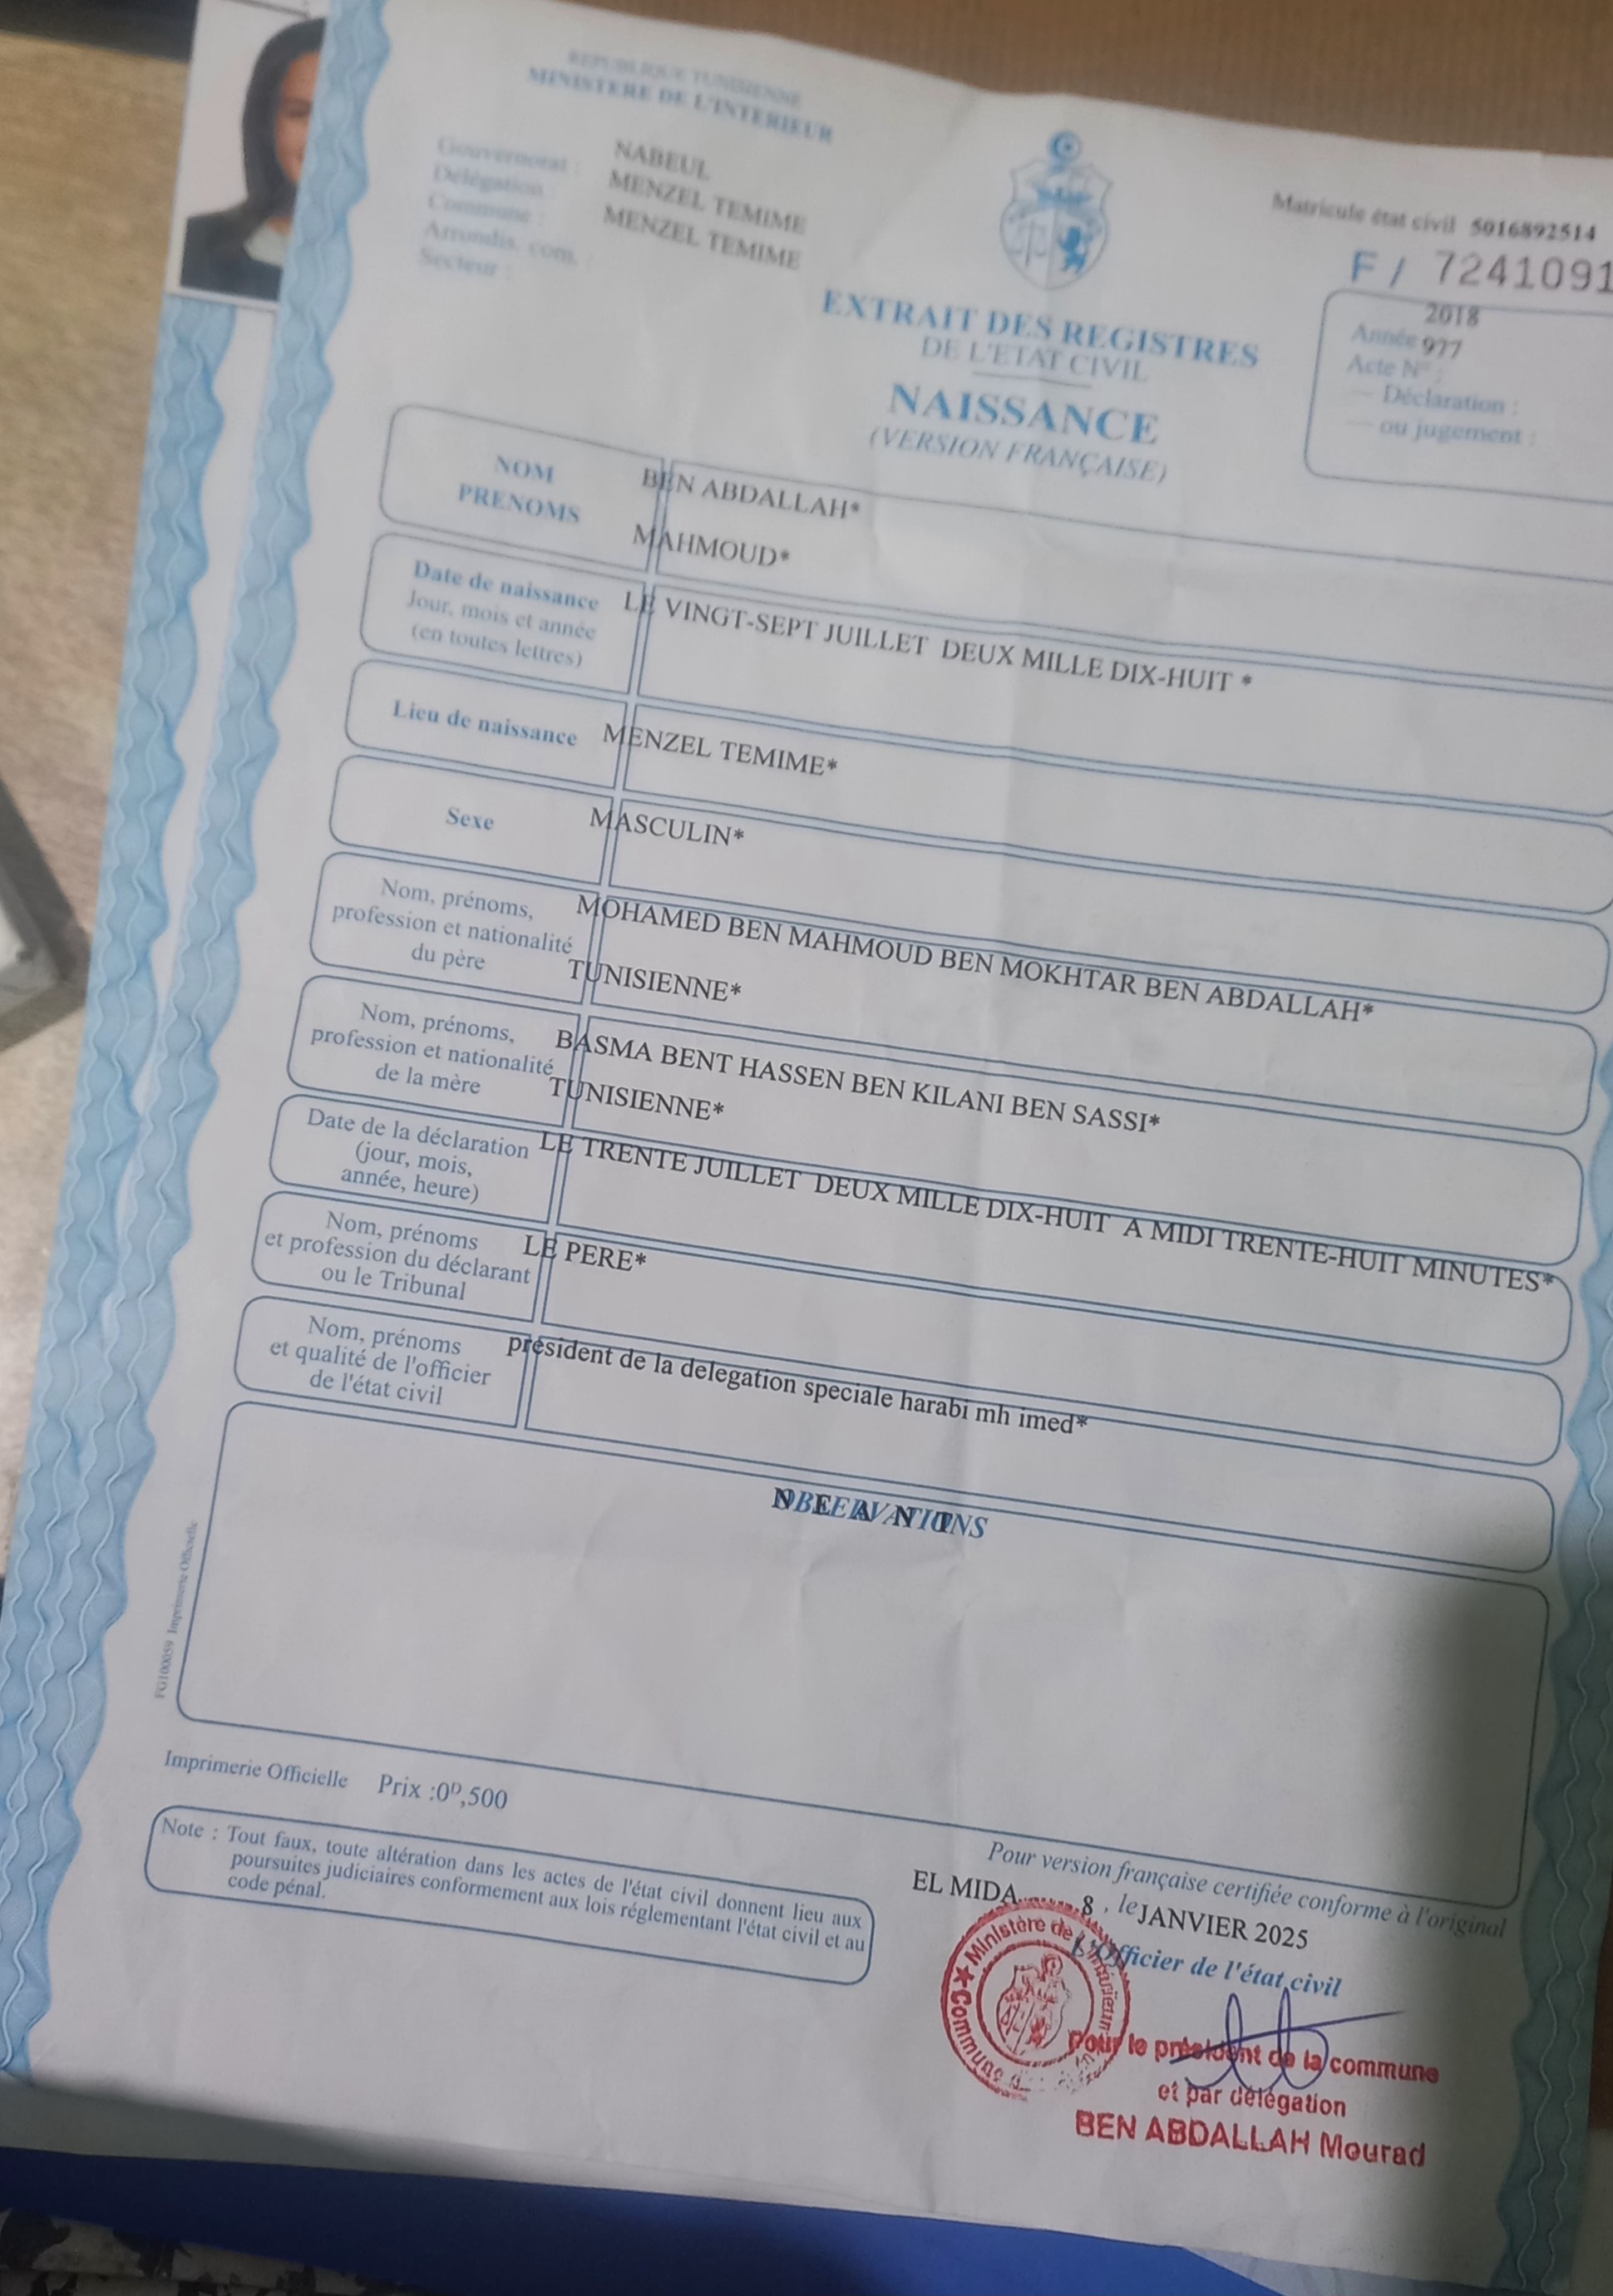 REPUBLIQUE TUNISIENNE
MINISTERE DE L'INTERIEUR
Gouvernorat : NABEUL
Délégation : MENZEL TEMIME
Commune : MENZEL TEMIME
Arrondis. com. :
Secteur :
Matricule état civil 5016892514
F / 7241091
2018
Année 977
Acte N° :
— Déclaration :
— ou jugement :
EXTRAIT DES REGISTRES
DE L'ETAT CIVIL
NAISSANCE
(VERSION FRANÇAISE)
NOM BEN ABDALLAH*
PRENOMS MAHMOUD*
Date de naissance
Jour, mois et année
(en toutes lettres)
LE VINGT-SEPT JUILLET DEUX MILLE DIX-HUIT *
Lieu de naissance MENZEL TEMIME*
Sexe MASCULIN*
Nom, prénoms,
profession et nationalité
du père
MOHAMED BEN MAHMOUD BEN MOKHTAR BEN ABDALLAH*
TUNISIENNE*
Nom, prénoms,
profession et nationalité
de la mère
BASMA BENT HASSEN BEN KILANI BEN SASSI*
TUNISIENNE*
Date de la déclaration
(jour, mois,
année, heure)
LE TRENTE JUILLET DEUX MILLE DIX-HUIT A MIDI TRENTE-HUIT MINUTES*
Nom, prénoms
et profession du déclarant
ou le Tribunal
LE PERE*
Nom, prénoms
et qualité de l'officier
de l'état civil
président de la delegation speciale harabi mh imed*
OBSERVATIONS
N E A N T
FG100059 Imprimerie Officielle
Imprimerie Officielle Prix :0ᴰ,500
Note : Tout faux, toute altération dans les actes de l'état civil donnent lieu aux
poursuites judiciaires conformement aux lois réglementant l'état civil et au
code pénal.
Pour version française certifiée conforme à l'original
EL MIDA 8 , le JANVIER 2025
L'Officier de l'état civil
Ministère de l'Intérieur
Commune
Pour le président de la commune
et par délégation
BEN ABDALLAH Mourad